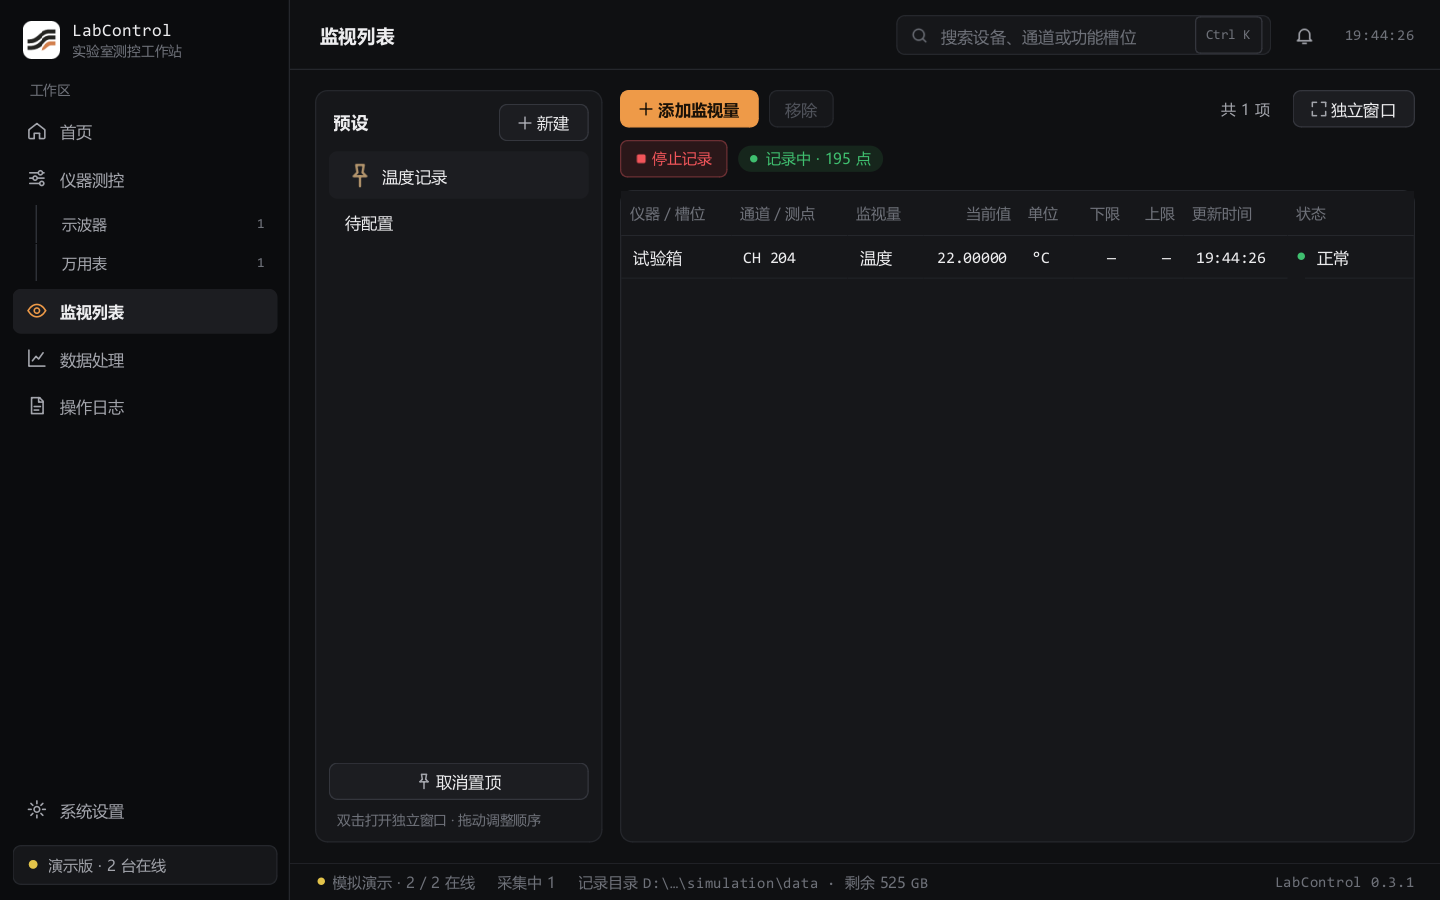 LabControl
实验室测控工作站
工作区
首页
仪器测控
示波器 1
万用表 1
监视列表
数据处理
操作日志
系统设置
演示版 · 2 台在线
监视列表
搜索设备、通道或功能槽位 Ctrl K
19:44:26
预设
新建
温度记录
待配置
取消置顶
双击打开独立窗口 · 拖动调整顺序
添加监视量 移除 共 1 项 独立窗口
停止记录 记录中 · 195 点
仪器 / 槽位 通道 / 测点 监视量 当前值 单位 下限 上限 更新时间 状态
试验箱 CH 204 温度 22.00000 °C — — 19:44:26 正常
模拟演示 · 2 / 2 在线 采集中 1 记录目录 D:\…\simulation\data · 剩余 525 GB LabControl 0.3.1